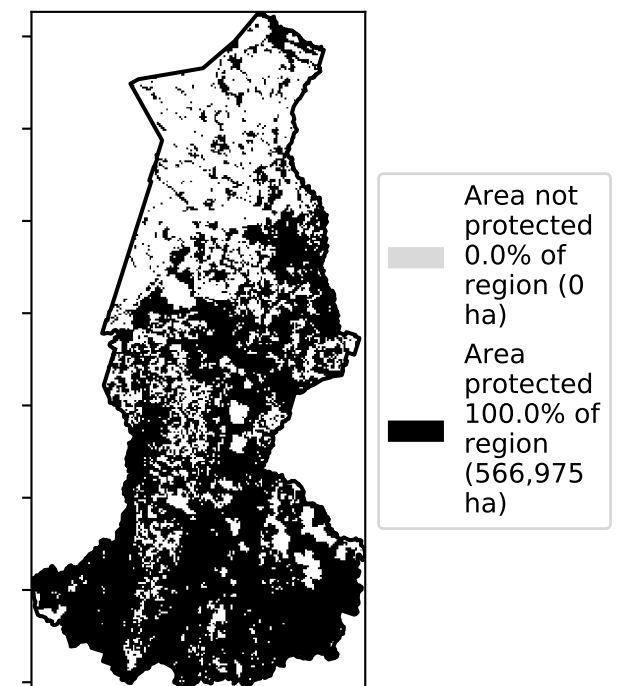 Area not
protected
0.0% of
region (0
ha)
Area
protected
100.0% of
region
(566,975
ha)